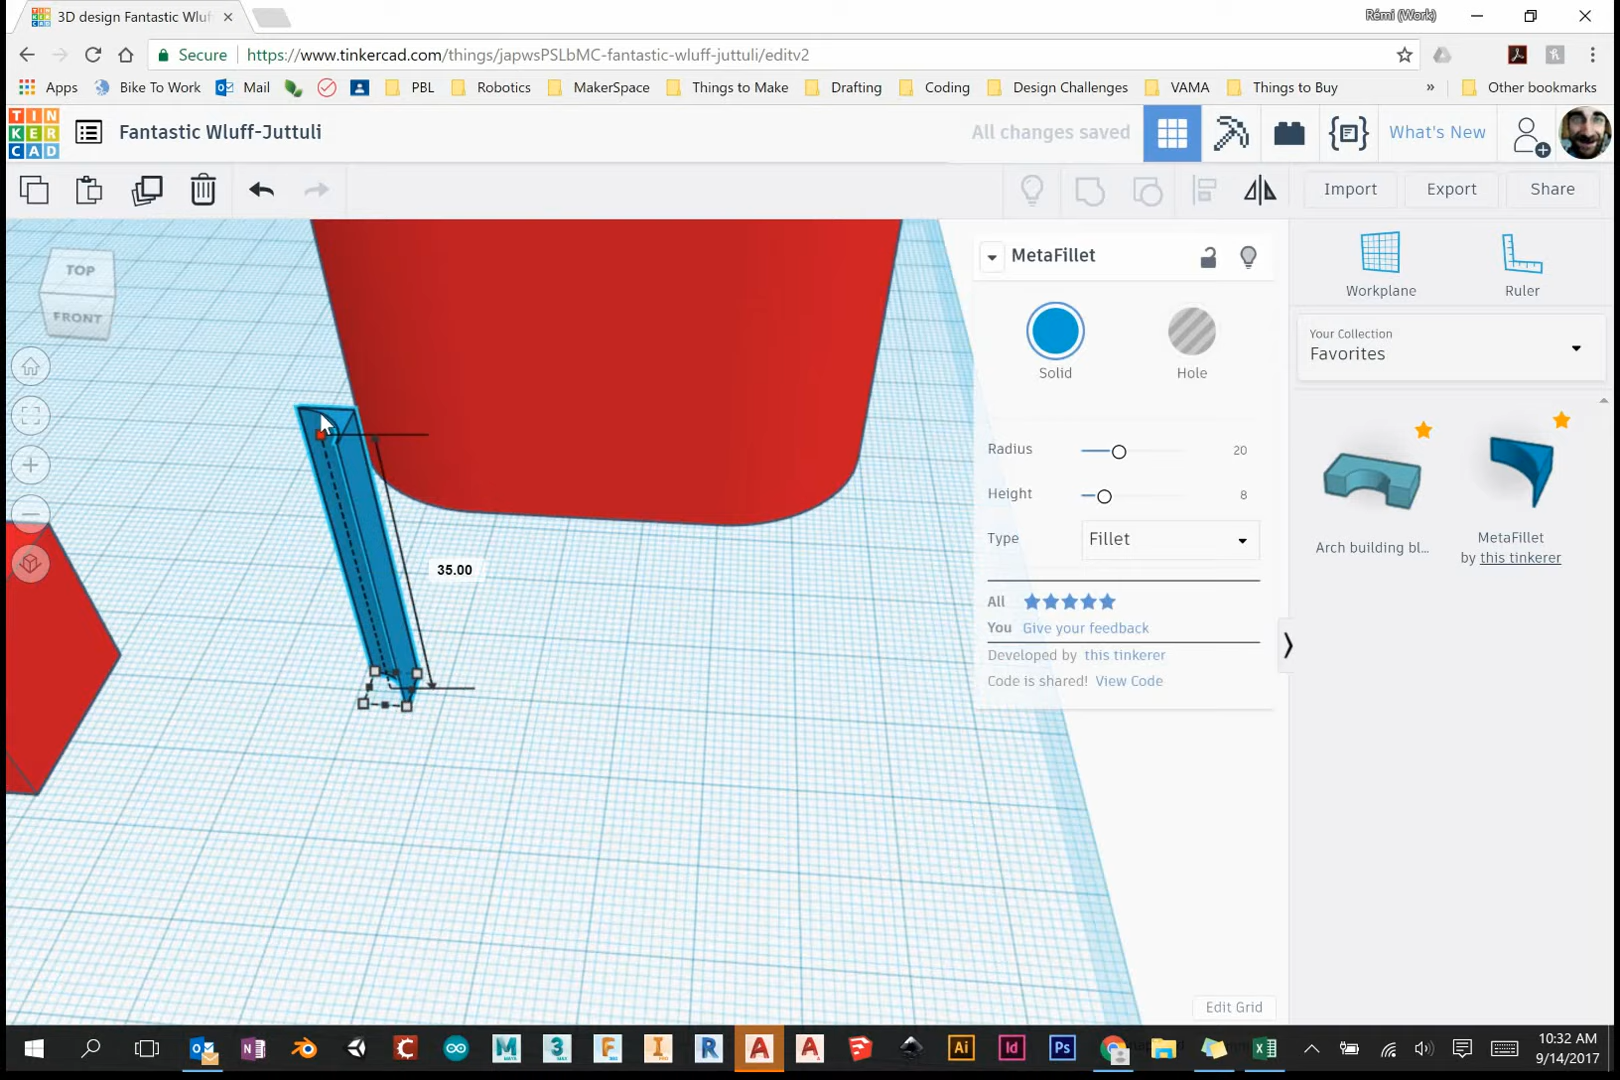 3D design Fantastic Wluf
Rémi (Work)
Secure https://www.tinkercad.com/things/japwsPSLbMC-fantastic-wluff-juttuli/editv2
Apps Bike To Work Mail PBL Robotics MakerSpace Things to Make Drafting Coding Design Challenges VAMA Things to Buy » Other bookmarks
TIN
KER
CAD
Fantastic Wluff-Juttuli
All changes saved
What's New
Import Export Share
TOP
FRONT
MetaFillet
Solid Hole
Radius 20
Height 8
Type Fillet
All
You Give your feedback
Developed by this tinkerer
Code is shared! View Code
35.00
Workplane Ruler
Your Collection
Favorites
Arch building bl...
MetaFillet
by this tinkerer
Edit Grid
Ai Id Ps
10:32 AM
9/14/2017